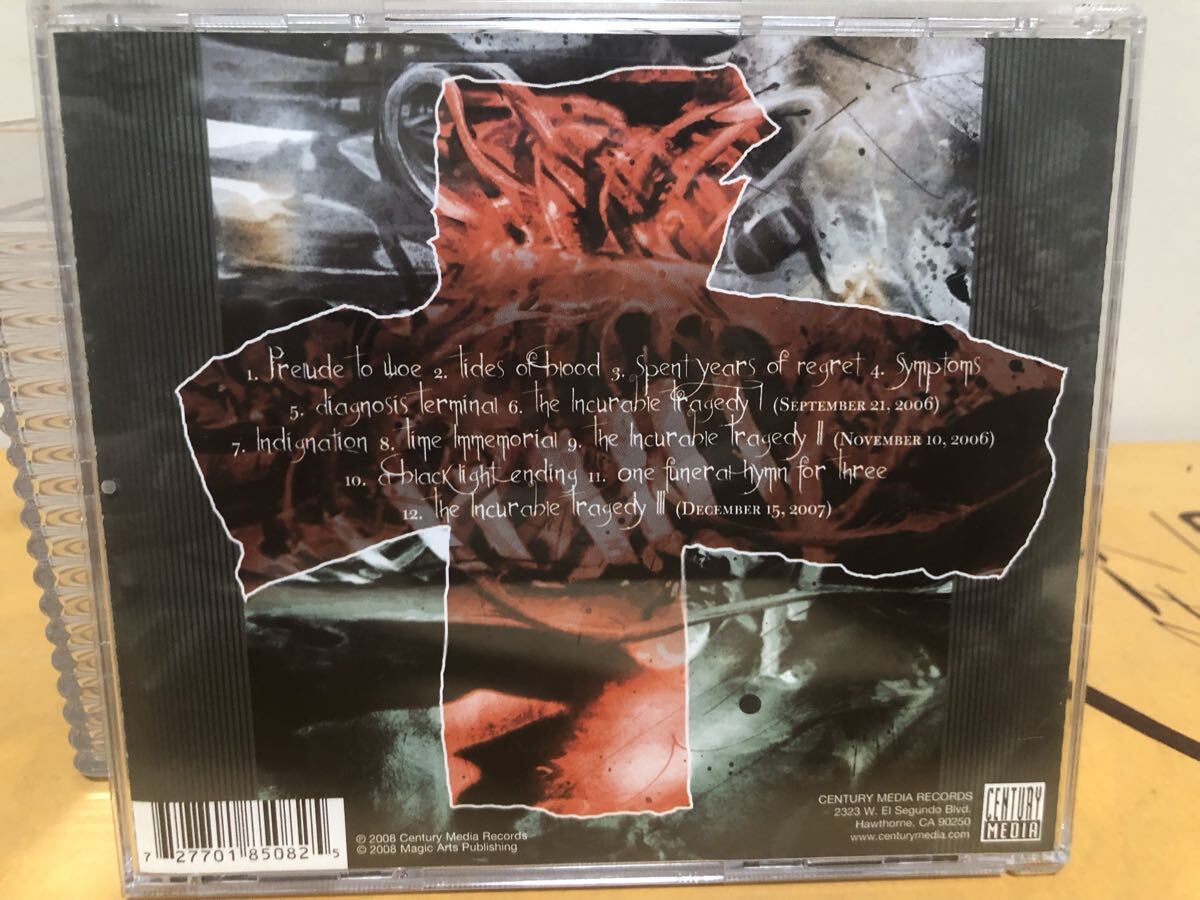 1. Prelude to Woe 2. tides of blood 3. Spent years of regret 4. Symptoms
5. diagnosis terminal 6. the Incurable Tragedy I (SEPTEMBER 21, 2006)
7. Indignation 8. time Immemorial 9. the Incurable Tragedy II (NOVEMBER 10, 2006)
10. a black light ending 11. one funeral hymn for three
12. the Incurable tragedy III (DECEMBER 15, 2007)
CENTURY MEDIA RECORDS
2323 W. El Segundo Blvd.
Hawthorne, CA 90250
www.centurymedia.com
CENTURY
MEDIA
℗ 2008 Century Media Records
© 2008 Magic Arts Publishing
7 27701 85082 5